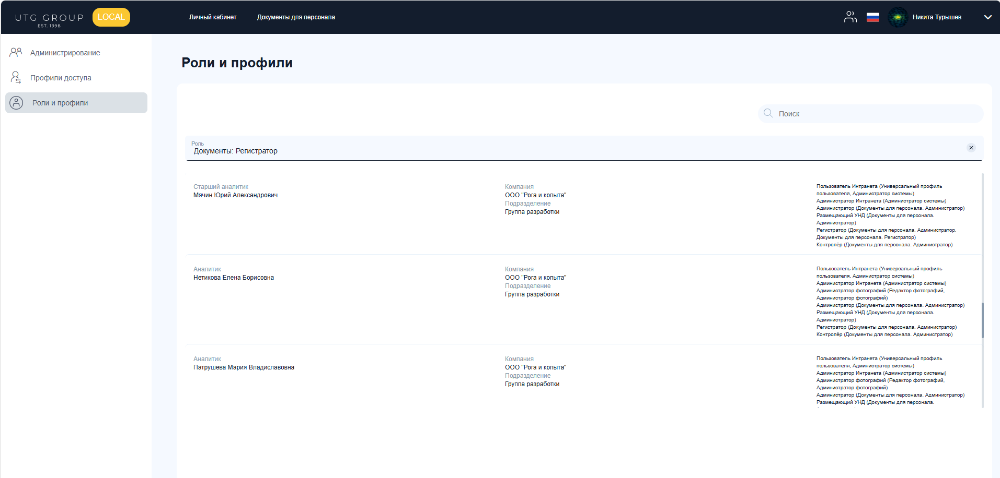 UTG GROUP
EST. 1998
LOCAL
Личный кабинет
Документы для персонала
Никита Турышев
Администрирование
Профили доступа
Роли и профили
Роли и профили
Поиск
Роль
Документы: Регистратор
Старший аналитик
Мячин Юрий Александрович
Компания
ООО "Рога и копыта"
Подразделение
Группа разработки
Пользователь Интранета (Универсальный профиль
пользователя, Администратор системы)
Администратор Интранета (Администратор системы)
Администратор (Документы для персонала. Администратор)
Размещающий УНД (Документы для персонала.
Администратор)
Регистратор (Документы для персонала. Администратор,
Документы для персонала. Регистратор)
Контролёр (Документы для персонала. Администратор)
Аналитик
Нетикова Елена Борисовна
Компания
ООО "Рога и копыта"
Подразделение
Группа разработки
Пользователь Интранета (Универсальный профиль
пользователя, Администратор системы)
Администратор Интранета (Администратор системы)
Администратор фотографий (Редактор фотографий,
Администратор фотографий)
Администратор (Документы для персонала. Администратор)
Размещающий УНД (Документы для персонала.
Администратор)
Регистратор (Документы для персонала. Администратор)
Контролёр (Документы для персонала. Администратор)
Аналитик
Патрушева Мария Владиславовна
Компания
ООО "Рога и копыта"
Подразделение
Группа разработки
Пользователь Интранета (Универсальный профиль
пользователя, Администратор системы)
Администратор Интранета (Администратор системы)
Администратор фотографий (Редактор фотографий,
Администратор фотографий)
Администратор (Документы для персонала. Администратор)
Размещающий УНД (Документы для персонала.